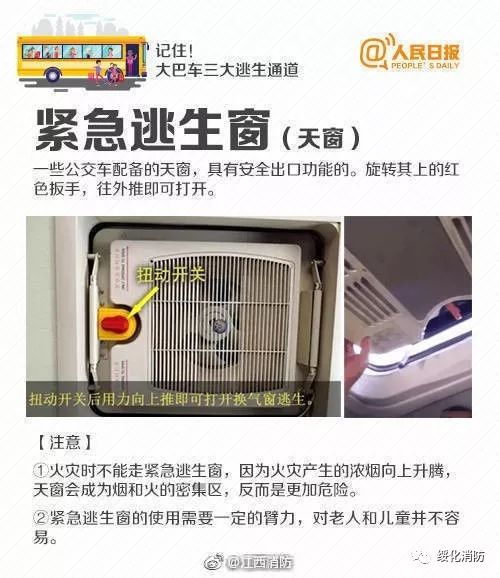 记住！
大巴车三大逃生通道
@人民日报
PEOPLE'S DAILY
紧急逃生窗（天窗）
一些公交车配备的天窗，具有安全出口功能的。旋转其上的红
色扳手，往外推即可打开。
扭动开关
扭动开关后用力向上推即可打开换气窗逃生。
【 注意 】
①火灾时不能走紧急逃生窗，因为火灾产生的浓烟向上升腾，
天窗会成为烟和火的密集区，反而是更加危险。
②紧急逃生窗的使用需要一定的臂力，对老人和儿童并不容
易。
@江西消防
绥化消防